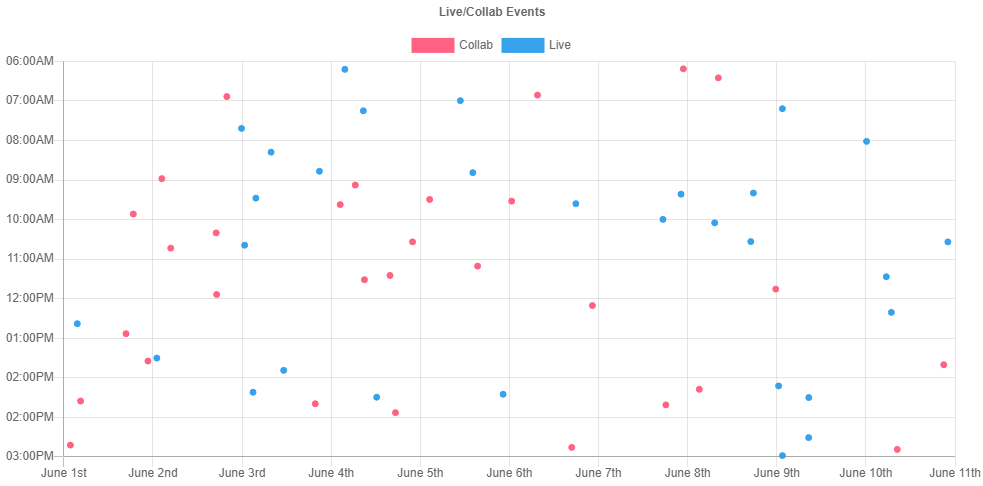 Live/Collab Events
Collab Live
06:00AM
07:00AM
08:00AM
09:00AM
10:00AM
11:00AM
12:00PM
01:00PM
02:00PM
02:00PM
03:00PM
June 1st June 2nd June 3rd June 4th June 5th June 6th June 7th June 8th June 9th June 10th June 11th